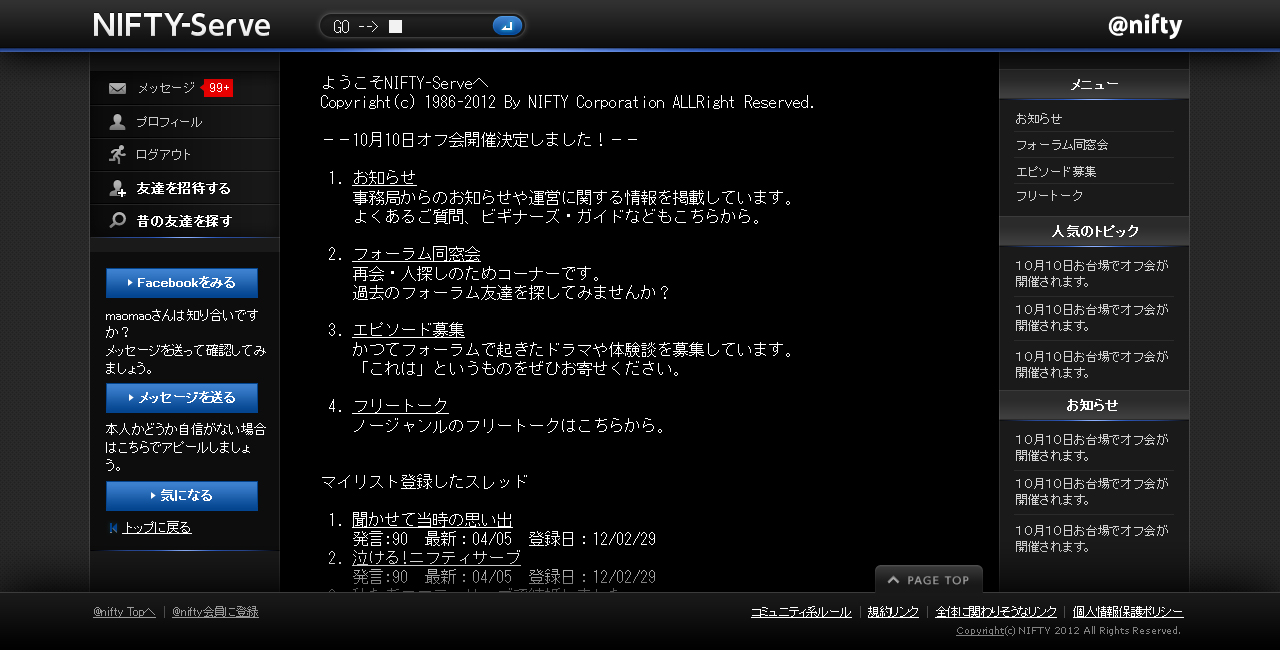 NIFTY-Serve
GO -->
@nifty
メッセージ 99+
プロフィール
ログアウト
友達を招待する
昔の友達を探す
Facebookをみる
maomaoさんは知り合いです
か？
メッセージを送って確認してみ
ましょう。
メッセージを送る
本人かどうか自信がない場合
はこちらでアピールしましょ
う。
気になる
トップに戻る
ようこそNIFTY-Serveへ
Copyright(c) 1986-2012 By NIFTY Corporation ALLRight Reserved.
－－10月10日オフ会開催決定しました！－－
1. お知らせ
事務局からのお知らせや運営に関する情報を掲載しています。
よくあるご質問、ビギナーズ・ガイドなどもこちらから。
2. フォーラム同窓会
再会・人探しのためコーナーです。
過去のフォーラム友達を探してみませんか？
3. エピソード募集
かつてフォーラムで起きたドラマや体験談を募集しています。
「これは」というものをぜひお寄せください。
4. フリートーク
ノージャンルのフリートークはこちらから。
マイリスト登録したスレッド
1. 聞かせて当時の思い出
発言:90　最新：04/05　登録日：12/02/29
2. 泣ける!ニフティサーブ
発言:90　最新：04/05　登録日：12/02/29
メニュー
お知らせ
フォーラム同窓会
エピソード募集
フリートーク
人気のトピック
10月10日お台場でオフ会が
開催されます。
10月10日お台場でオフ会が
開催されます。
10月10日お台場でオフ会が
開催されます。
お知らせ
10月10日お台場でオフ会が
開催されます。
10月10日お台場でオフ会が
開催されます。
10月10日お台場でオフ会が
開催されます。
PAGE TOP
@nifty Topへ | @nifty会員に登録
コミュニティ系ルール | 規約リンク | 全体に関わりそうなリンク | 個人情報保護ポリシー
Copyright(c) NIFTY 2012 All Rights Reserved.